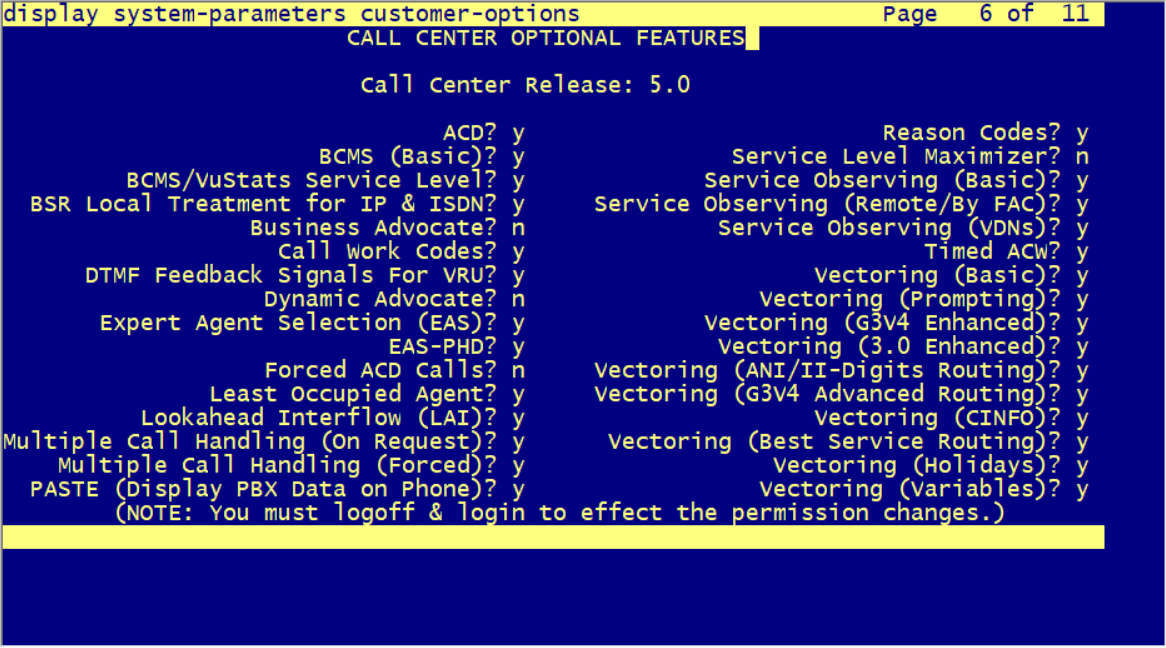 display system-parameters customer-options Page 6 of 11
CALL CENTER OPTIONAL FEATURES
Call Center Release: 5.0
ACD? y Reason Codes? y
BCMS (Basic)? y Service Level Maximizer? n
BCMS/VuStats Service Level? y Service Observing (Basic)? y
BSR Local Treatment for IP & ISDN? y Service Observing (Remote/By FAC)? y
Business Advocate? n Service Observing (VDNs)? y
Call Work Codes? y Timed ACW? y
DTMF Feedback Signals For VRU? y Vectoring (Basic)? y
Dynamic Advocate? n Vectoring (Prompting)? y
Expert Agent Selection (EAS)? y Vectoring (G3V4 Enhanced)? y
EAS-PHD? y Vectoring (3.0 Enhanced)? y
Forced ACD Calls? n Vectoring (ANI/II-Digits Routing)? y
Least Occupied Agent? y Vectoring (G3V4 Advanced Routing)? y
Lookahead Interflow (LAI)? y Vectoring (CINFO)? y
Multiple Call Handling (On Request)? y Vectoring (Best Service Routing)? y
Multiple Call Handling (Forced)? y Vectoring (Holidays)? y
PASTE (Display PBX Data on Phone)? y Vectoring (Variables)? y
(NOTE: You must logoff & login to effect the permission changes.)